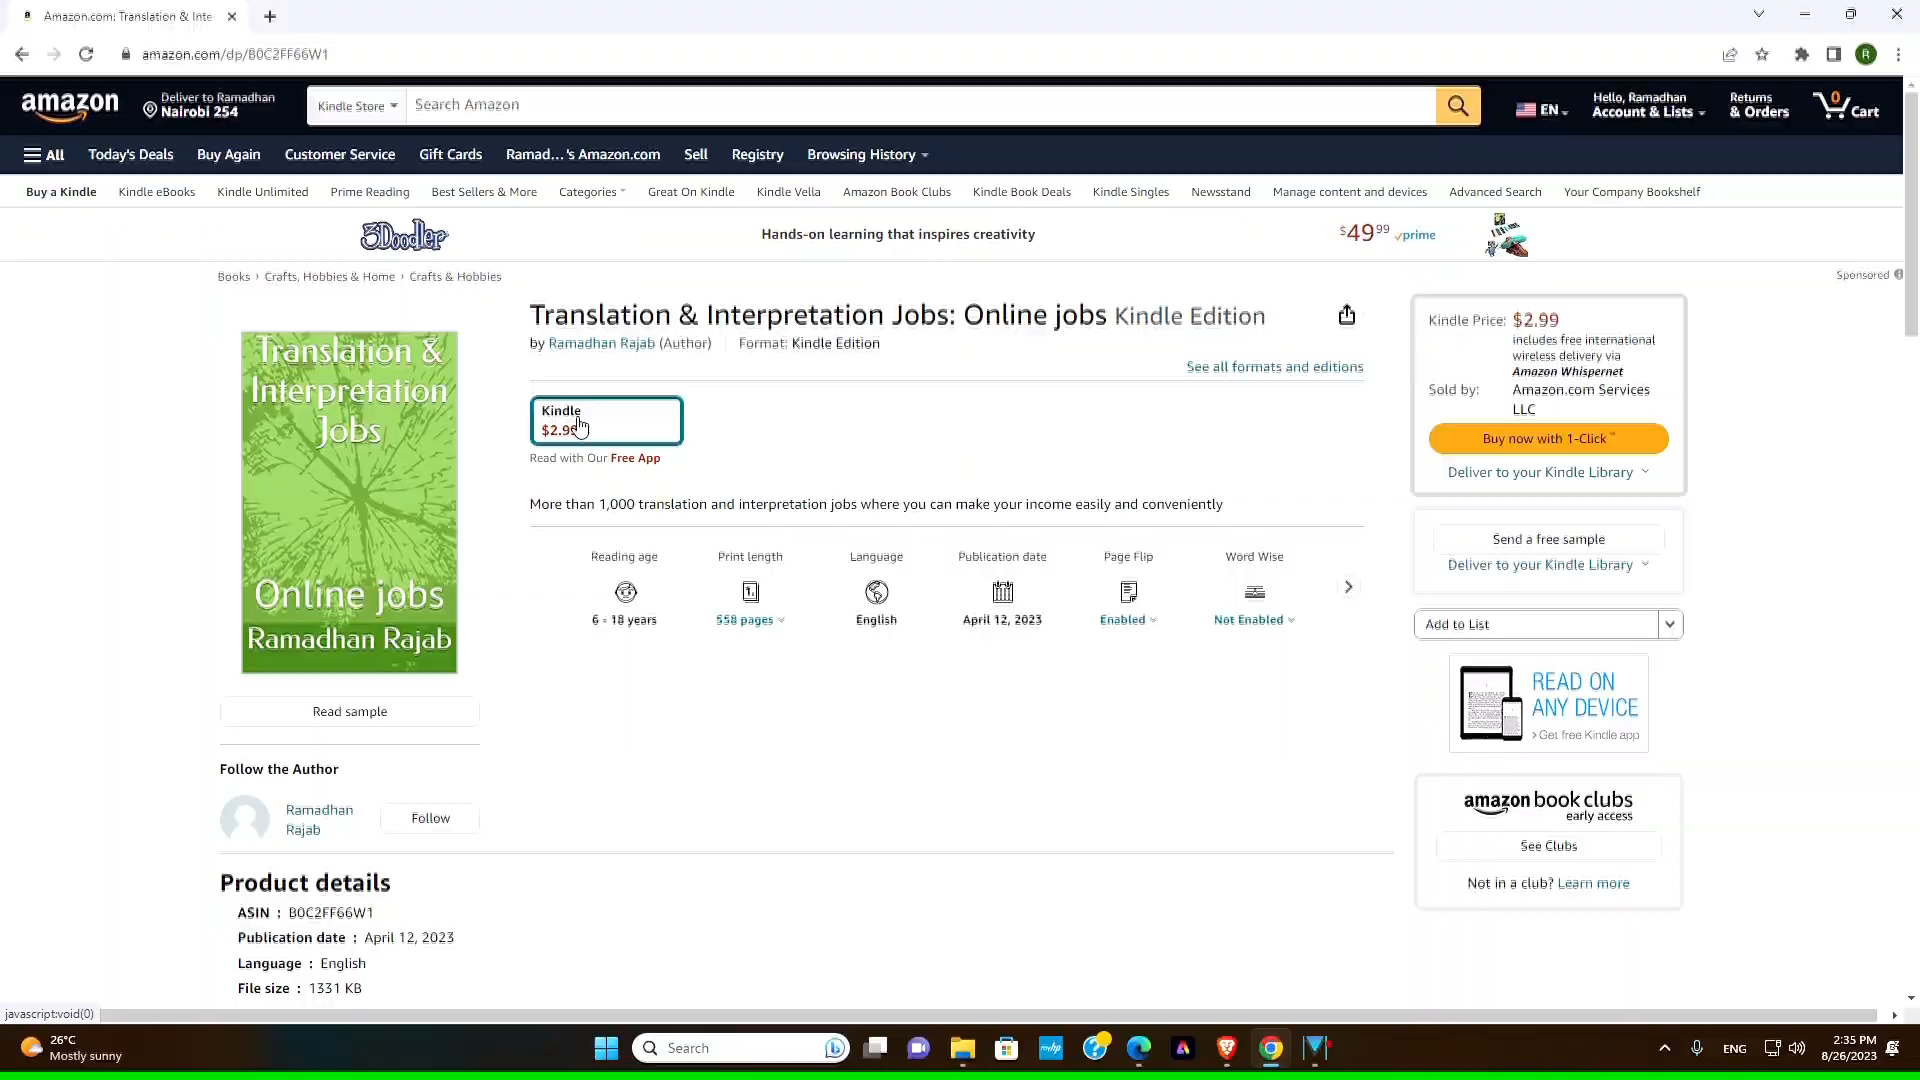 Amazon.com: Translation & Inte
amazon.com/dp/B0C2FF66W1
R
amazon
Deliver to Ramadhan
Nairobi 254
Kindle Store
Search Amazon
EN
Hello, Ramadhan
Account & Lists
Returns
& Orders
0
Cart
All
Today's Deals
Buy Again
Customer Service
Gift Cards
Ramad...'s Amazon.com
Sell
Registry
Browsing History
Buy a Kindle
Kindle eBooks
Kindle Unlimited
Prime Reading
Best Sellers & More
Categories
Great On Kindle
Kindle Vella
Amazon Book Clubs
Kindle Book Deals
Kindle Singles
Newsstand
Manage content and devices
Advanced Search
Your Company Bookshelf
3Doodler
Hands-on learning that inspires creativity
$49 99 prime
Books › Crafts, Hobbies & Home › Crafts & Hobbies
Sponsored
Translation &
Interpretation
Jobs
Online jobs
Ramadhan Rajab
Read sample
Follow the Author
Ramadhan
Rajab
Follow
Translation & Interpretation Jobs: Online jobs Kindle Edition
by Ramadhan Rajab (Author)
Format: Kindle Edition
See all formats and editions
Kindle
$2.99
Read with Our Free App
More than 1,000 translation and interpretation jobs where you can make your income easily and conveniently
Reading age
6 - 18 years
Print length
558 pages
Language
English
Publication date
April 12, 2023
Page Flip
Enabled
Word Wise
Not Enabled
Kindle Price: $2.99
includes free international
wireless delivery via
Amazon Whispernet
Sold by: Amazon.com Services
LLC
Buy now with 1-Click
Deliver to your Kindle Library
Send a free sample
Deliver to your Kindle Library
Add to List
READ ON
ANY DEVICE
› Get free Kindle app
amazon book clubs
early access
See Clubs
Not in a club? Learn more
Product details
ASIN : B0C2FF66W1
Publication date : April 12, 2023
Language : English
File size : 1331 KB
javascript:void(0)
26°C
Mostly sunny
Search
myhp
ENG
2:35 PM
8/26/2023